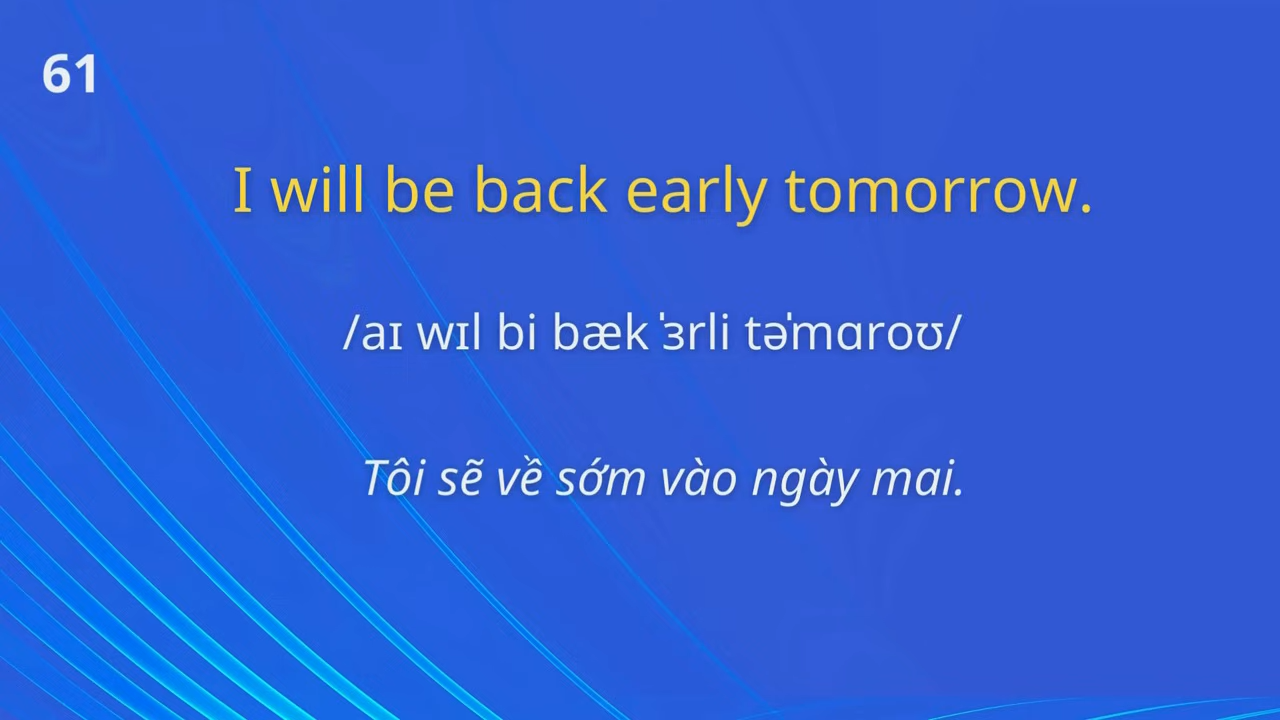 61
I will be back early tomorrow.
/aɪ wɪl bi bæk ˈɜrli təˈmɑroʊ/
Tôi sẽ về sớm vào ngày mai.